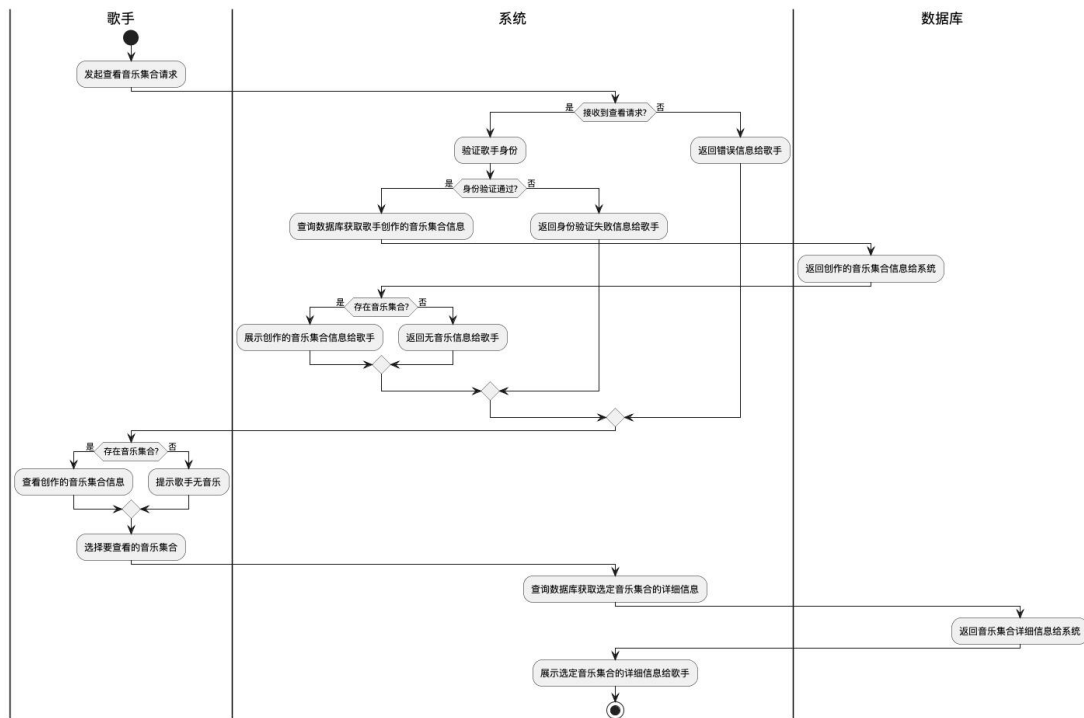 歌手
系统
数据库
发起查看音乐集合请求
是
接收到查看请求?
否
验证歌手身份
返回错误信息给歌手
是
身份验证通过?
否
查询数据库获取歌手创作的音乐集合信息
返回身份验证失败信息给歌手
返回创作的音乐集合信息给系统
是
存在音乐集合?
否
展示创作的音乐集合信息给歌手
返回无音乐信息给歌手
是
存在音乐集合?
否
查看创作的音乐集合信息
提示歌手无音乐
选择要查看的音乐集合
查询数据库获取选定音乐集合的详细信息
返回音乐集合详细信息给系统
展示选定音乐集合的详细信息给歌手